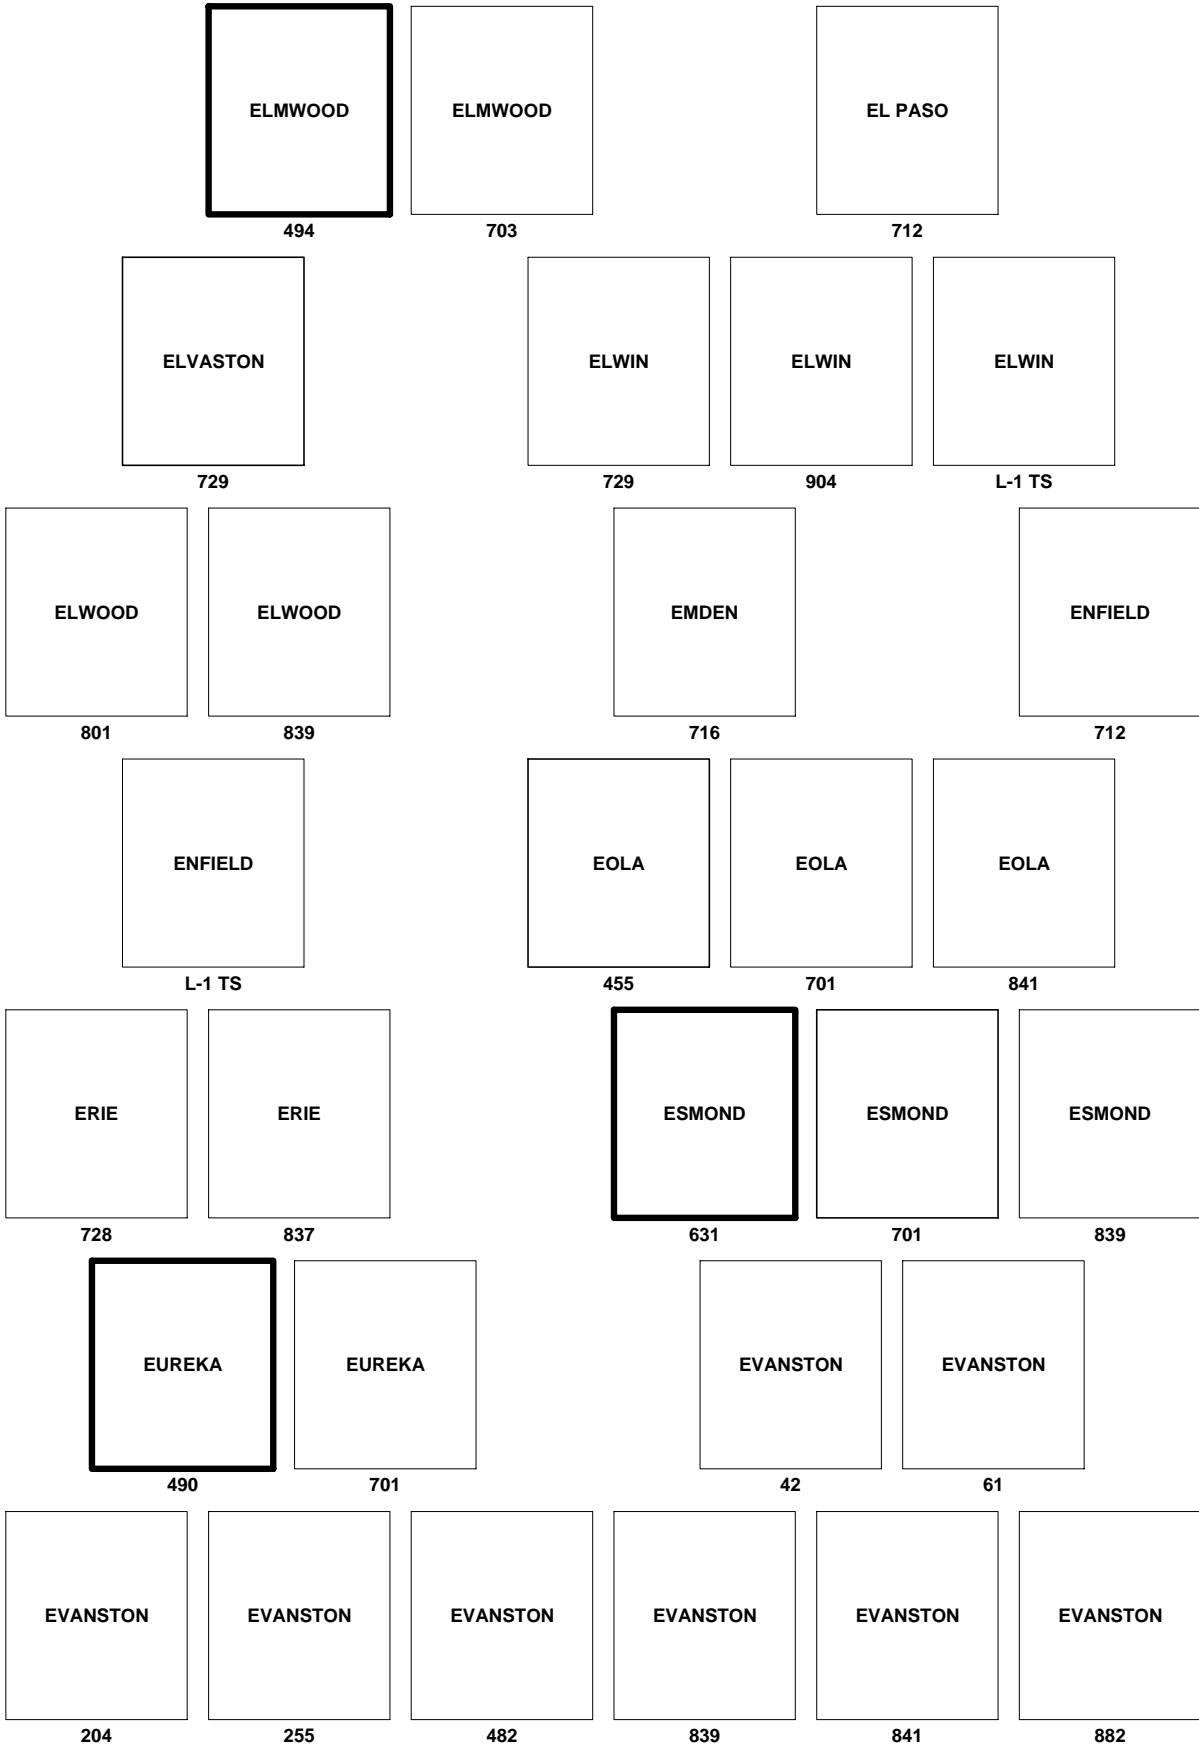 ELMWOOD ELMWOOD EL PASO
494 703 712
ELVASTON ELWIN ELWIN ELWIN
729 729 904 L-1 TS
ELWOOD ELWOOD EMDEN ENFIELD
801 839 716 712
ENFIELD EOLA EOLA EOLA
L-1 TS 455 701 841
ERIE ERIE ESMOND ESMOND ESMOND
728 837 631 701 839
EUREKA EUREKA EVANSTON EVANSTON
490 701 42 61
EVANSTON EVANSTON EVANSTON EVANSTON EVANSTON EVANSTON
204 255 482 839 841 882